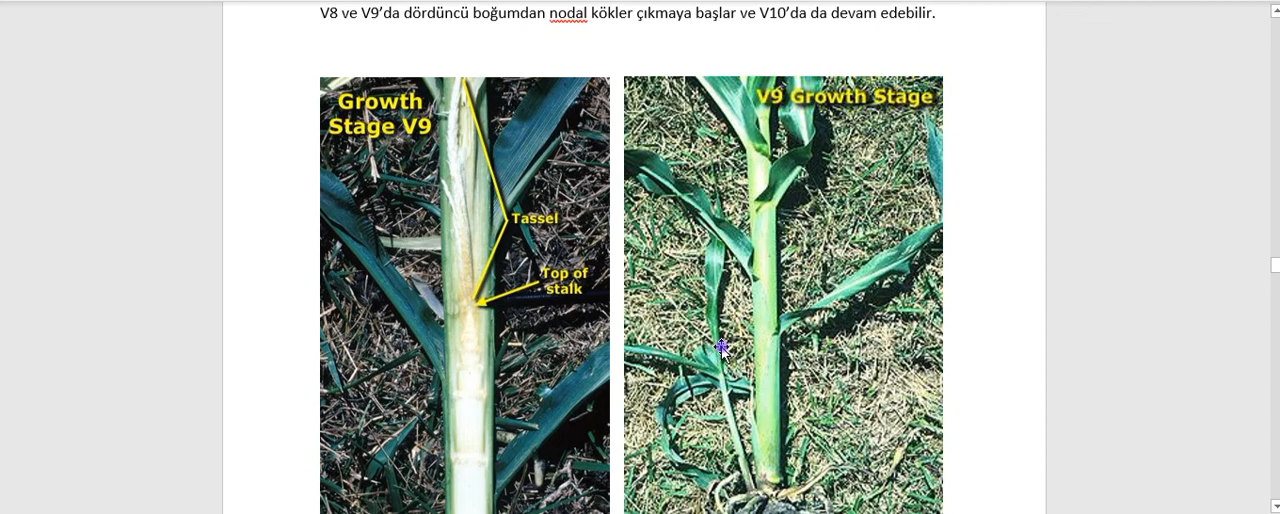 V8 ve V9’da dördüncü boğumdan nodal kökler çıkmaya başlar ve V10’da da devam edebilir.
Growth
Stage V9
Tassel
Top of
stalk
V9 Growth Stage